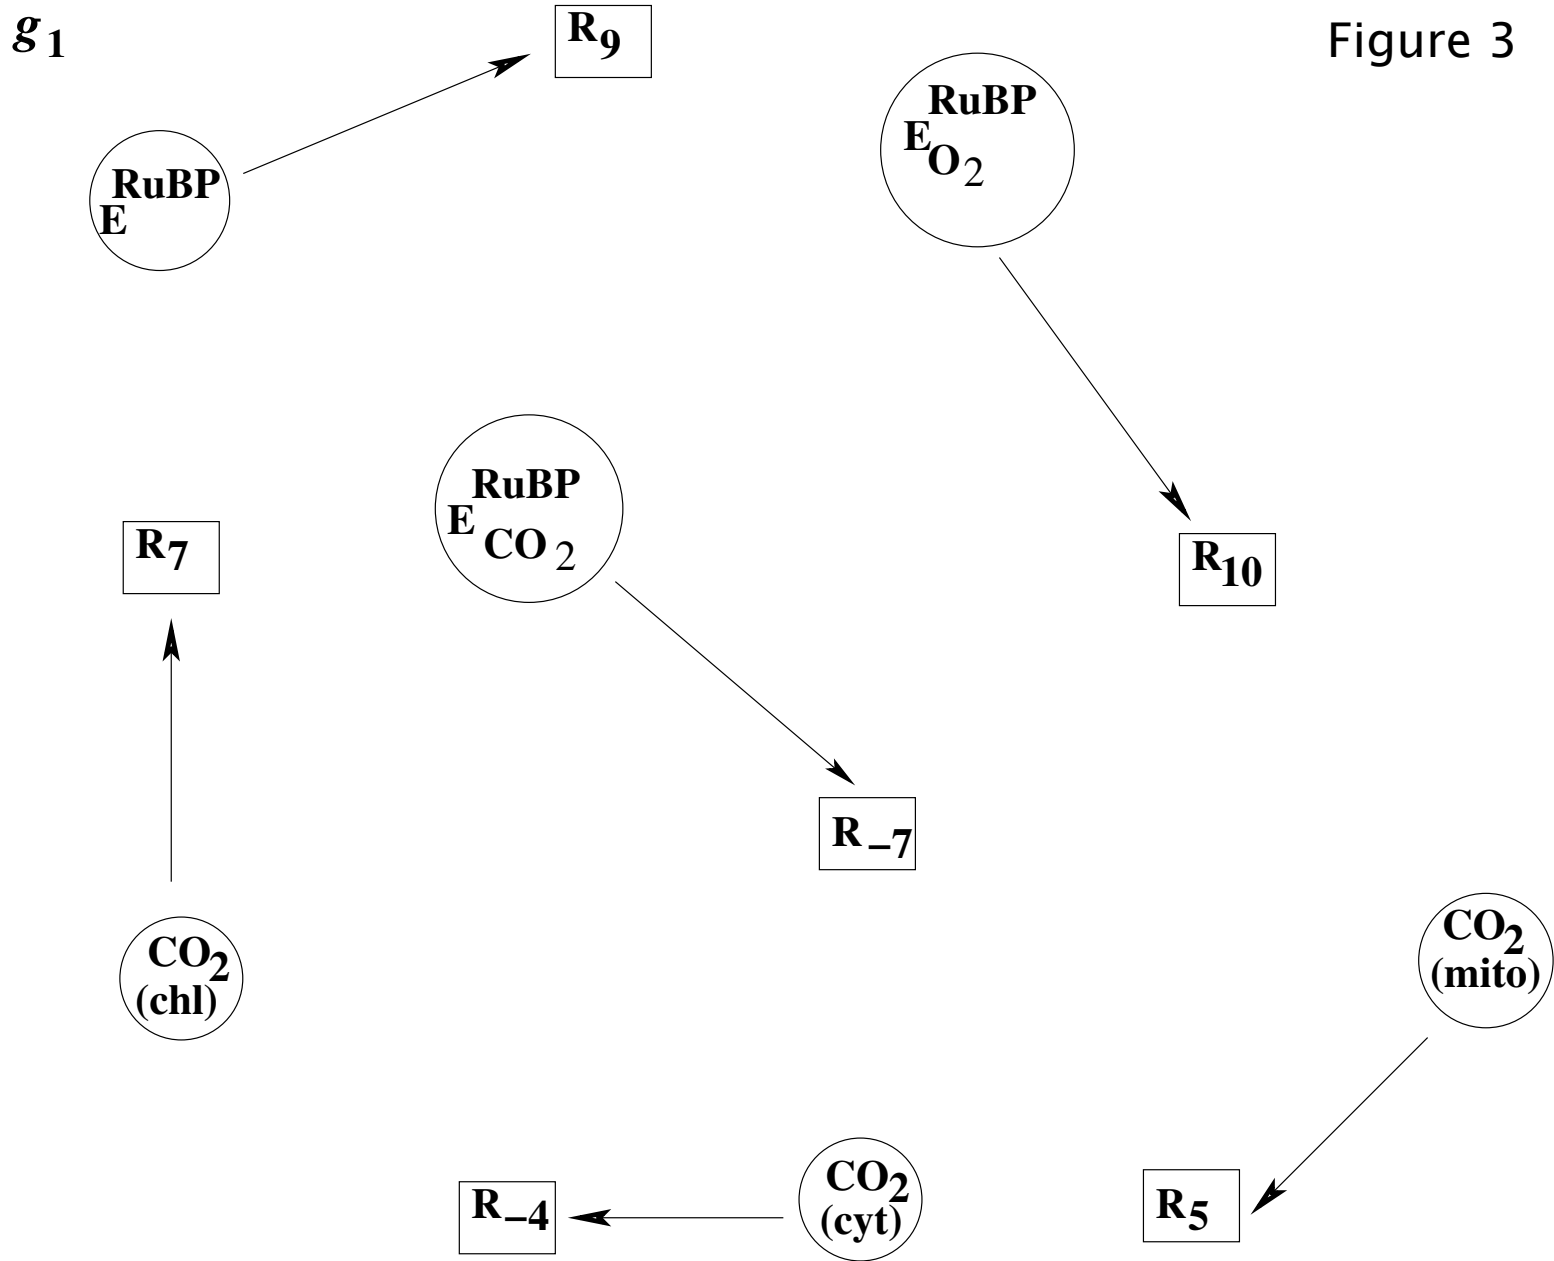 g1
Figure 3
R9
RuBP
E
RuBP
E
O2
RuBP
E
CO2
R7
R10
R−7
CO2
(chl)
CO2
(mito)
R−4
CO2
(cyt)
R5